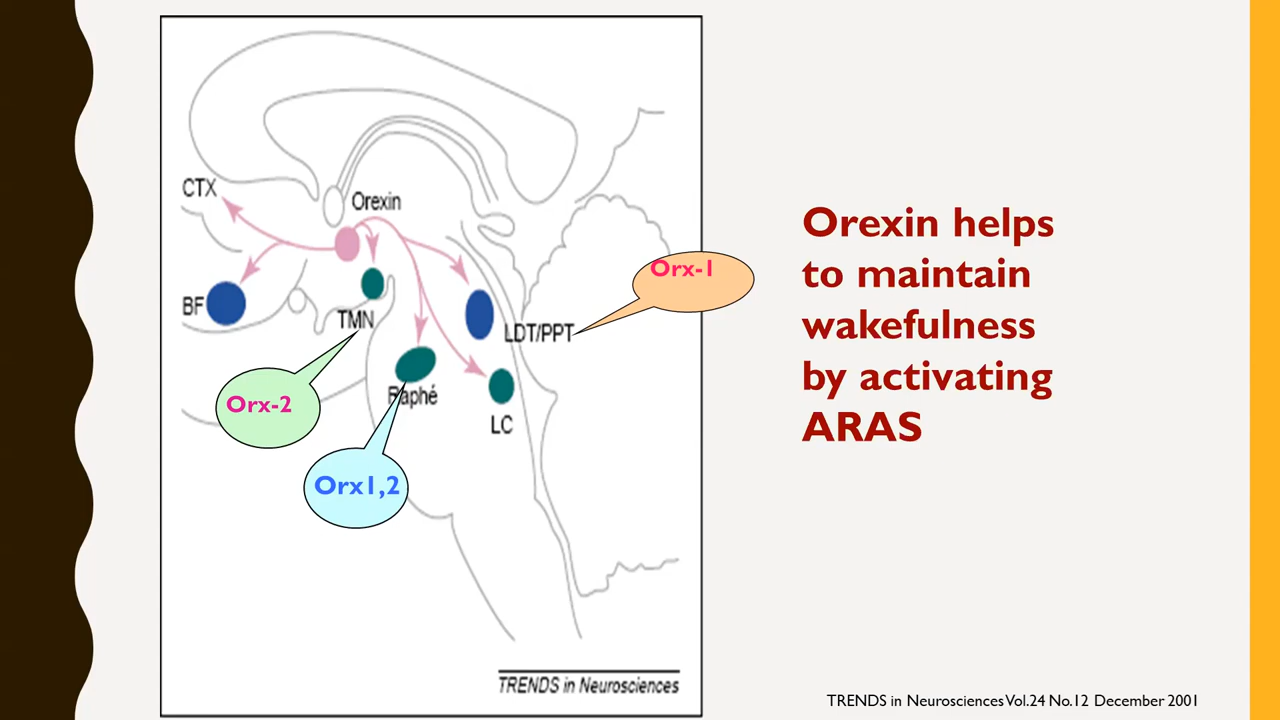 CTX
Orexin
Orx-1
BF
TMN
LDT/PPT
Orx-2
Raphé
LC
Orx1,2
TRENDS in Neurosciences
Orexin helps
to maintain
wakefulness
by activating
ARAS
TRENDS in Neurosciences Vol.24 No.12 December 2001